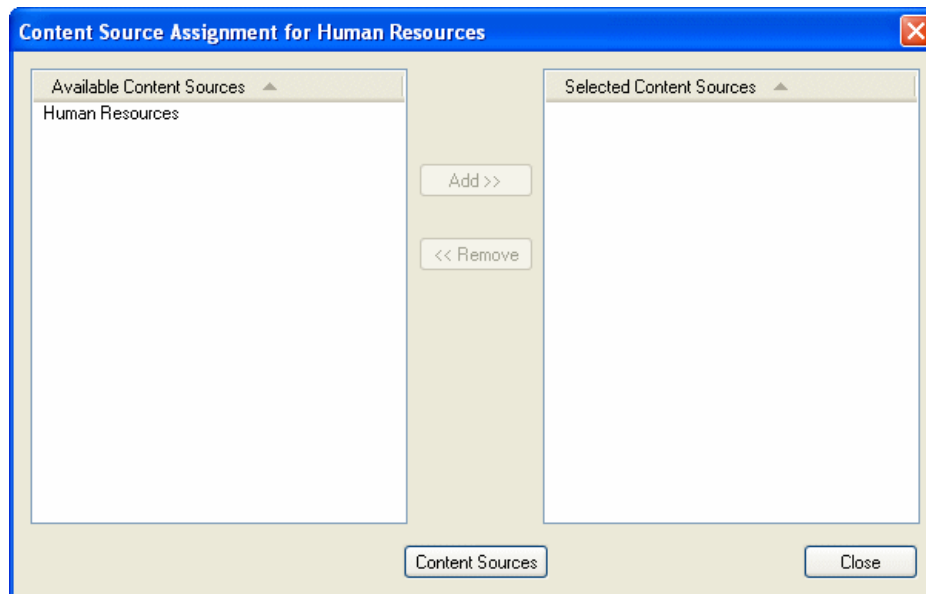 Content Source Assignment for Human Resources
Available Content Sources
Human Resources
Add >>
<< Remove
Selected Content Sources
Content Sources
Close